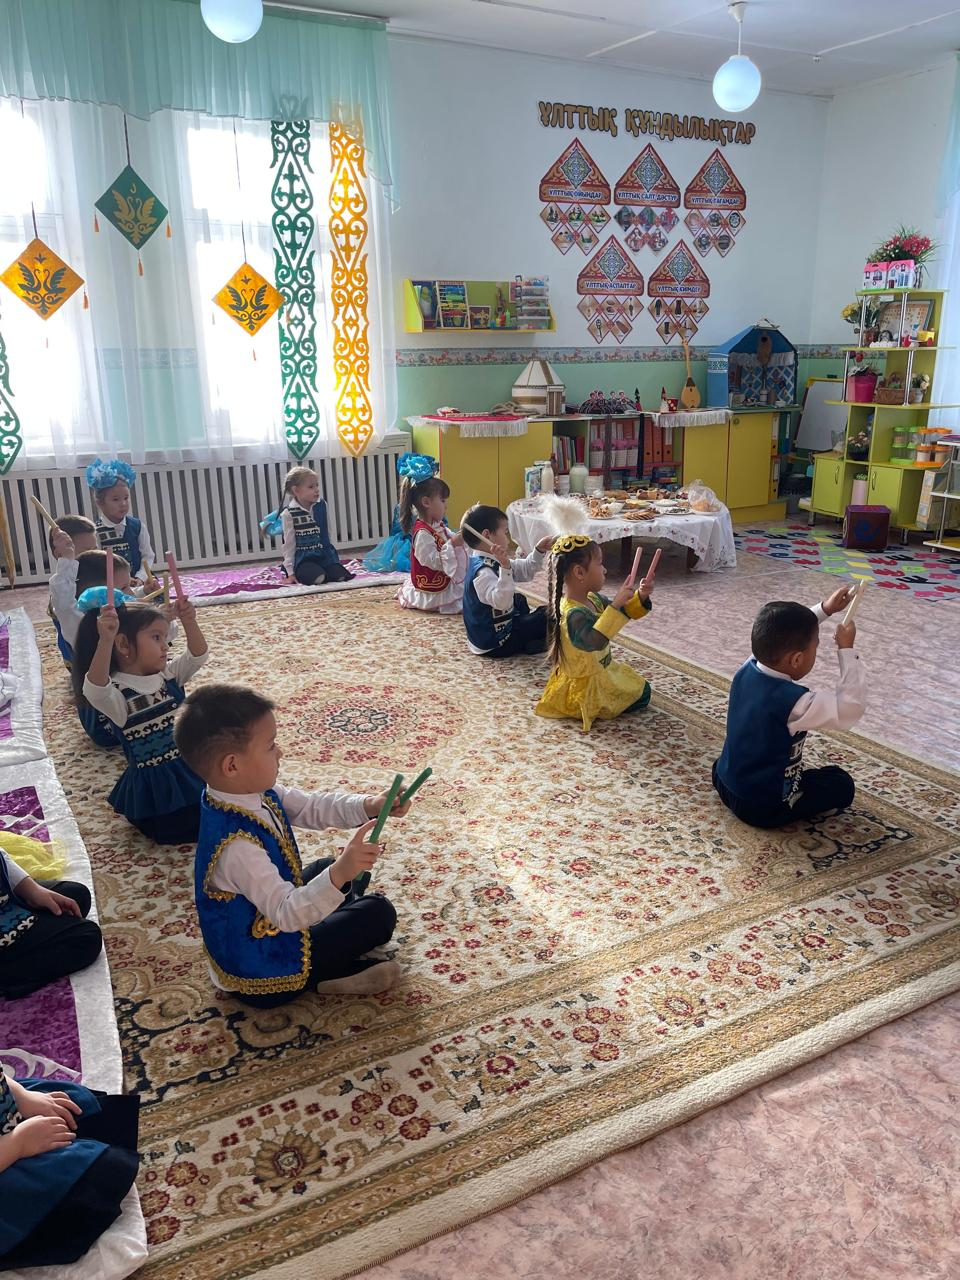 ҰЛТТЫҚ ҚҰНДЫЛЫҚТАР
ҰЛТТЫҚ ОЙЫНДАР
ҰЛТТЫҚ САЛТ-ДӘСТҮР
ҰЛТТЫҚ ТАҒАМДАР
ҰЛТТЫҚ АСПАПТАР
ҰЛТТЫҚ КИІМДЕР